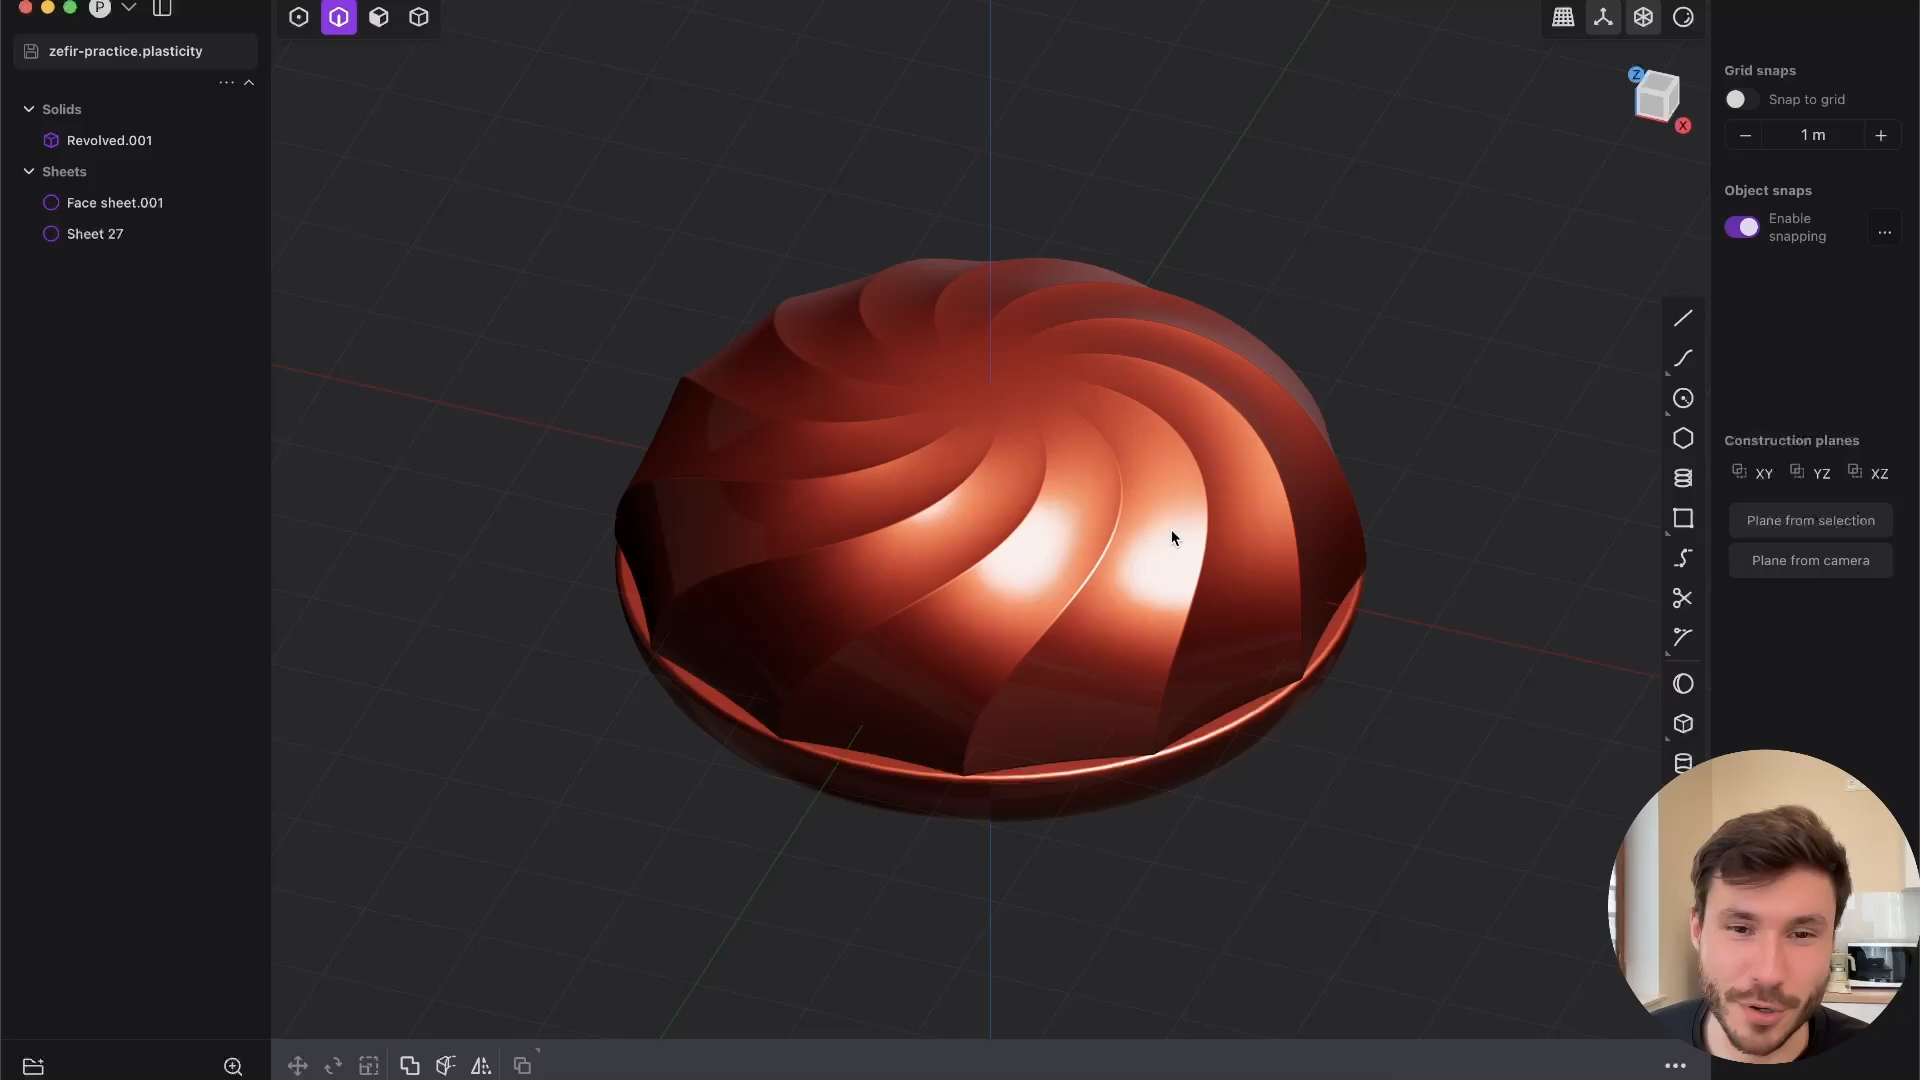 P
zefir-practice.plasticity
Solids
Revolved.001
Sheets
Face sheet.001
Sheet 27
Z
X
Grid snaps
Snap to grid
1 m
Object snaps
Enable
snapping
Construction planes
XY YZ XZ
Plane from selection
Plane from camera